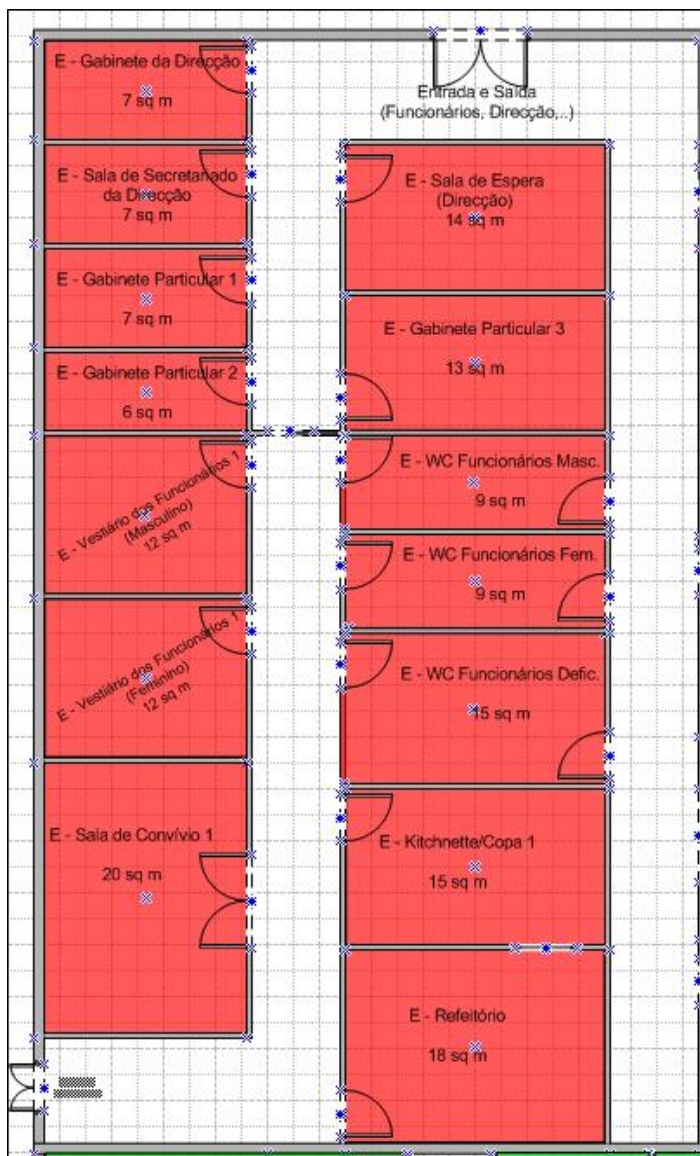 E - Gabinete da Direcção
7 sq m
Entrada e Saída
(Funcionários, Direcção,..)
E - Sala de Secretariado
da Direcção
7 sq m
E - Sala de Espera
(Direcção)
14 sq m
E - Gabinete Particular 1
7 sq m
E - Gabinete Particular 3
13 sq m
E - Gabinete Particular 2
6 sq m
E - Vestiário dos Funcionários 1
(Masculino)
12 sq m
E - WC Funcionários Masc.
9 sq m
E - WC Funcionários Fem.
9 sq m
E - Vestiário dos Funcionários 1
(Feminino)
12 sq m
E - WC Funcionários Defic.
15 sq m
E - Sala de Convívio 1
20 sq m
E - Kitchnette/Copa 1
15 sq m
E - Refeitório
18 sq m